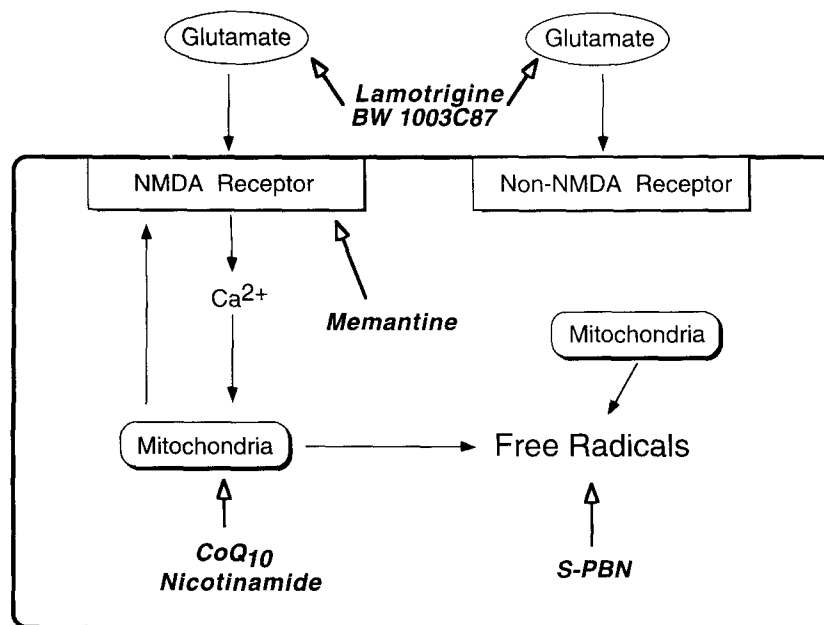 Glutamate
Glutamate
Lamotrigine
BW 1003C87
NMDA Receptor
Non-NMDA Receptor
Ca2+
Memantine
Mitochondria
Mitochondria
Free Radicals
CoQ10
Nicotinamide
S-PBN